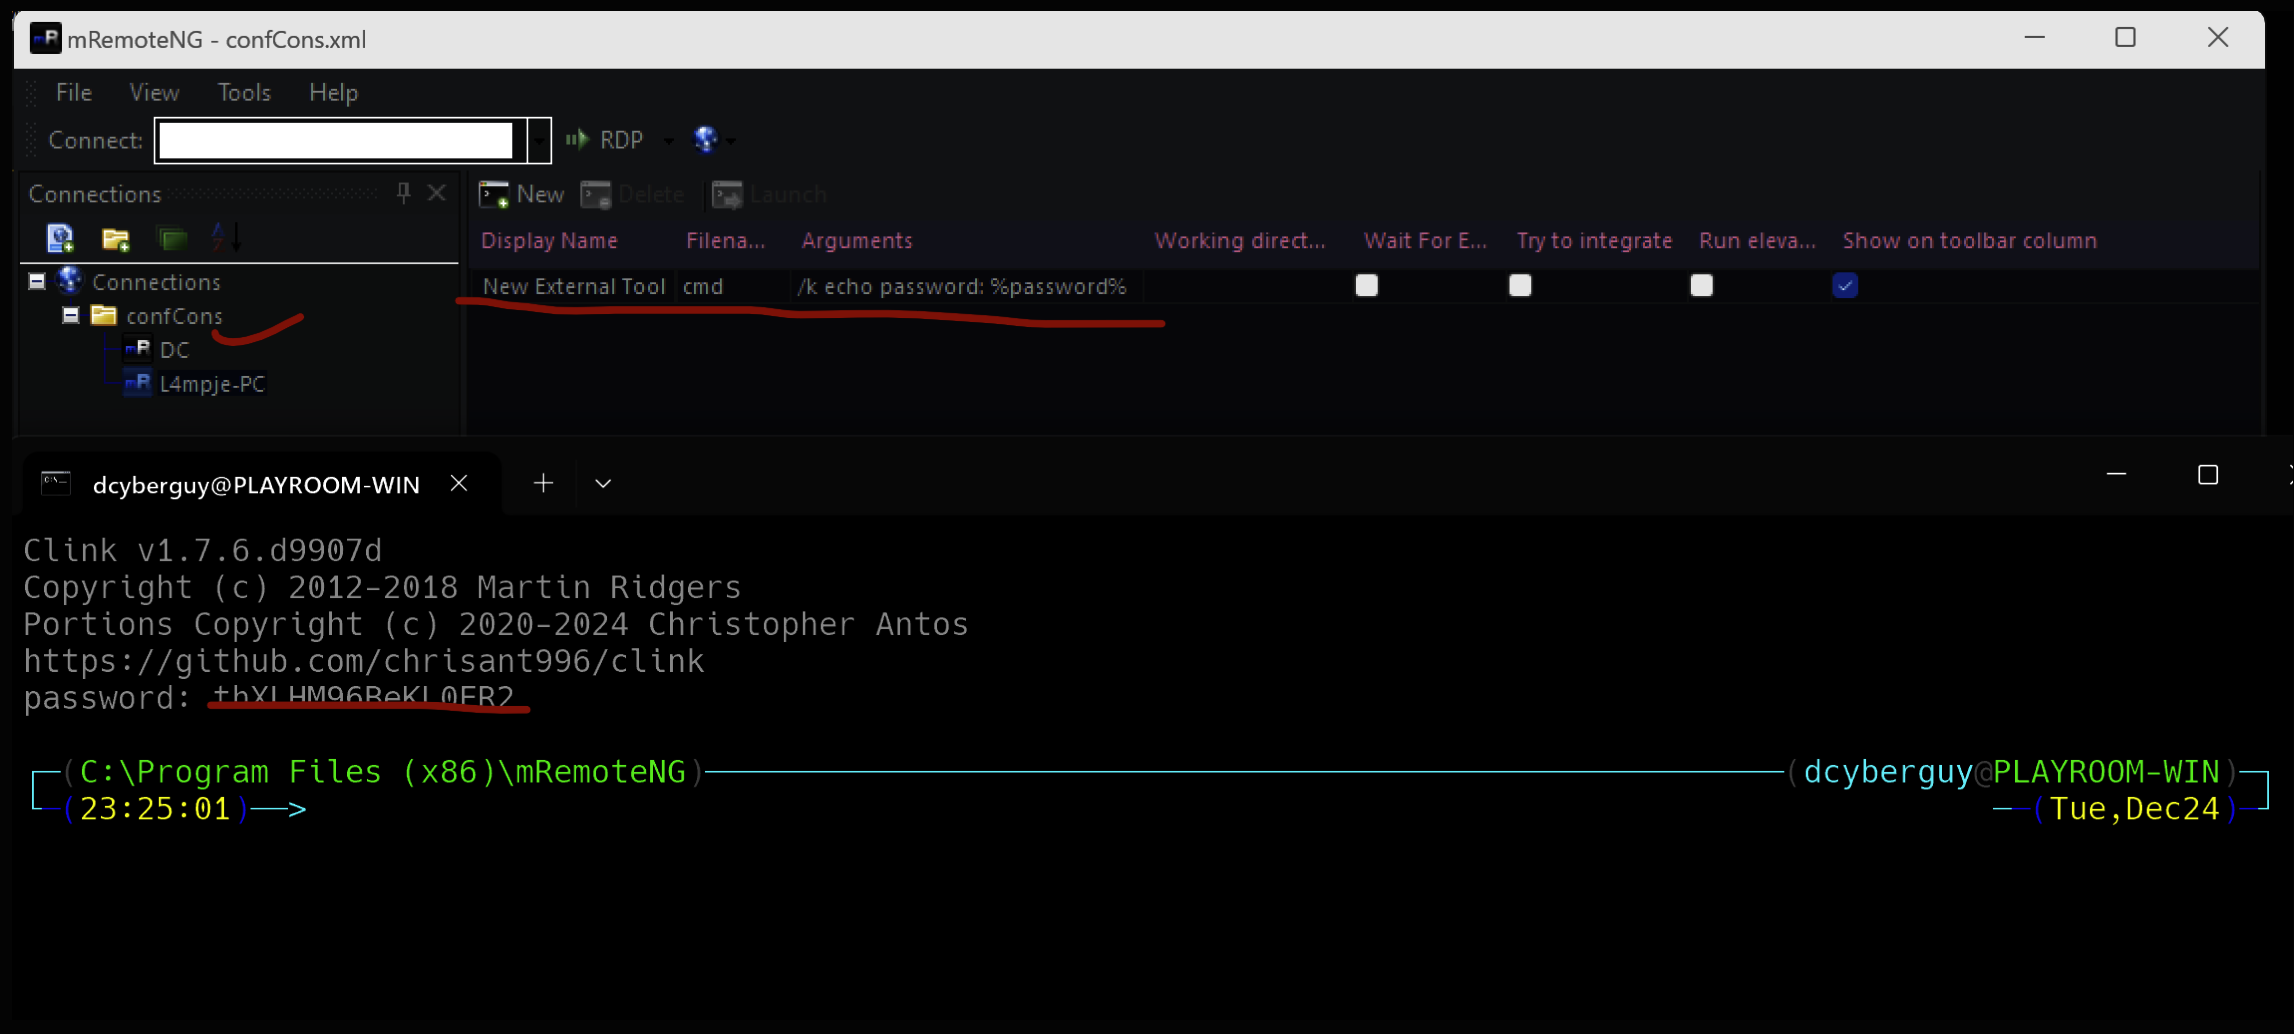 mRemoteNG - confCons.xml
File View Tools Help
Connect: RDP
Connections
New Delete Launch
Display Name Filena... Arguments Working direct... Wait For E... Try to integrate Run eleva... Show on toolbar column
New External Tool cmd /k echo password: %password%
Connections
confCons
DC
L4mpje-PC
dcyberguy@PLAYROOM-WIN
Clink v1.7.6.d9907d
Copyright (c) 2012-2018 Martin Ridgers
Portions Copyright (c) 2020-2024 Christopher Antos
https://github.com/chrisant996/clink
password:
(C:\Program Files (x86)\mRemoteNG) (dcyberguy@PLAYROOM-WIN)
(23:25:01)——> (Tue,Dec24)